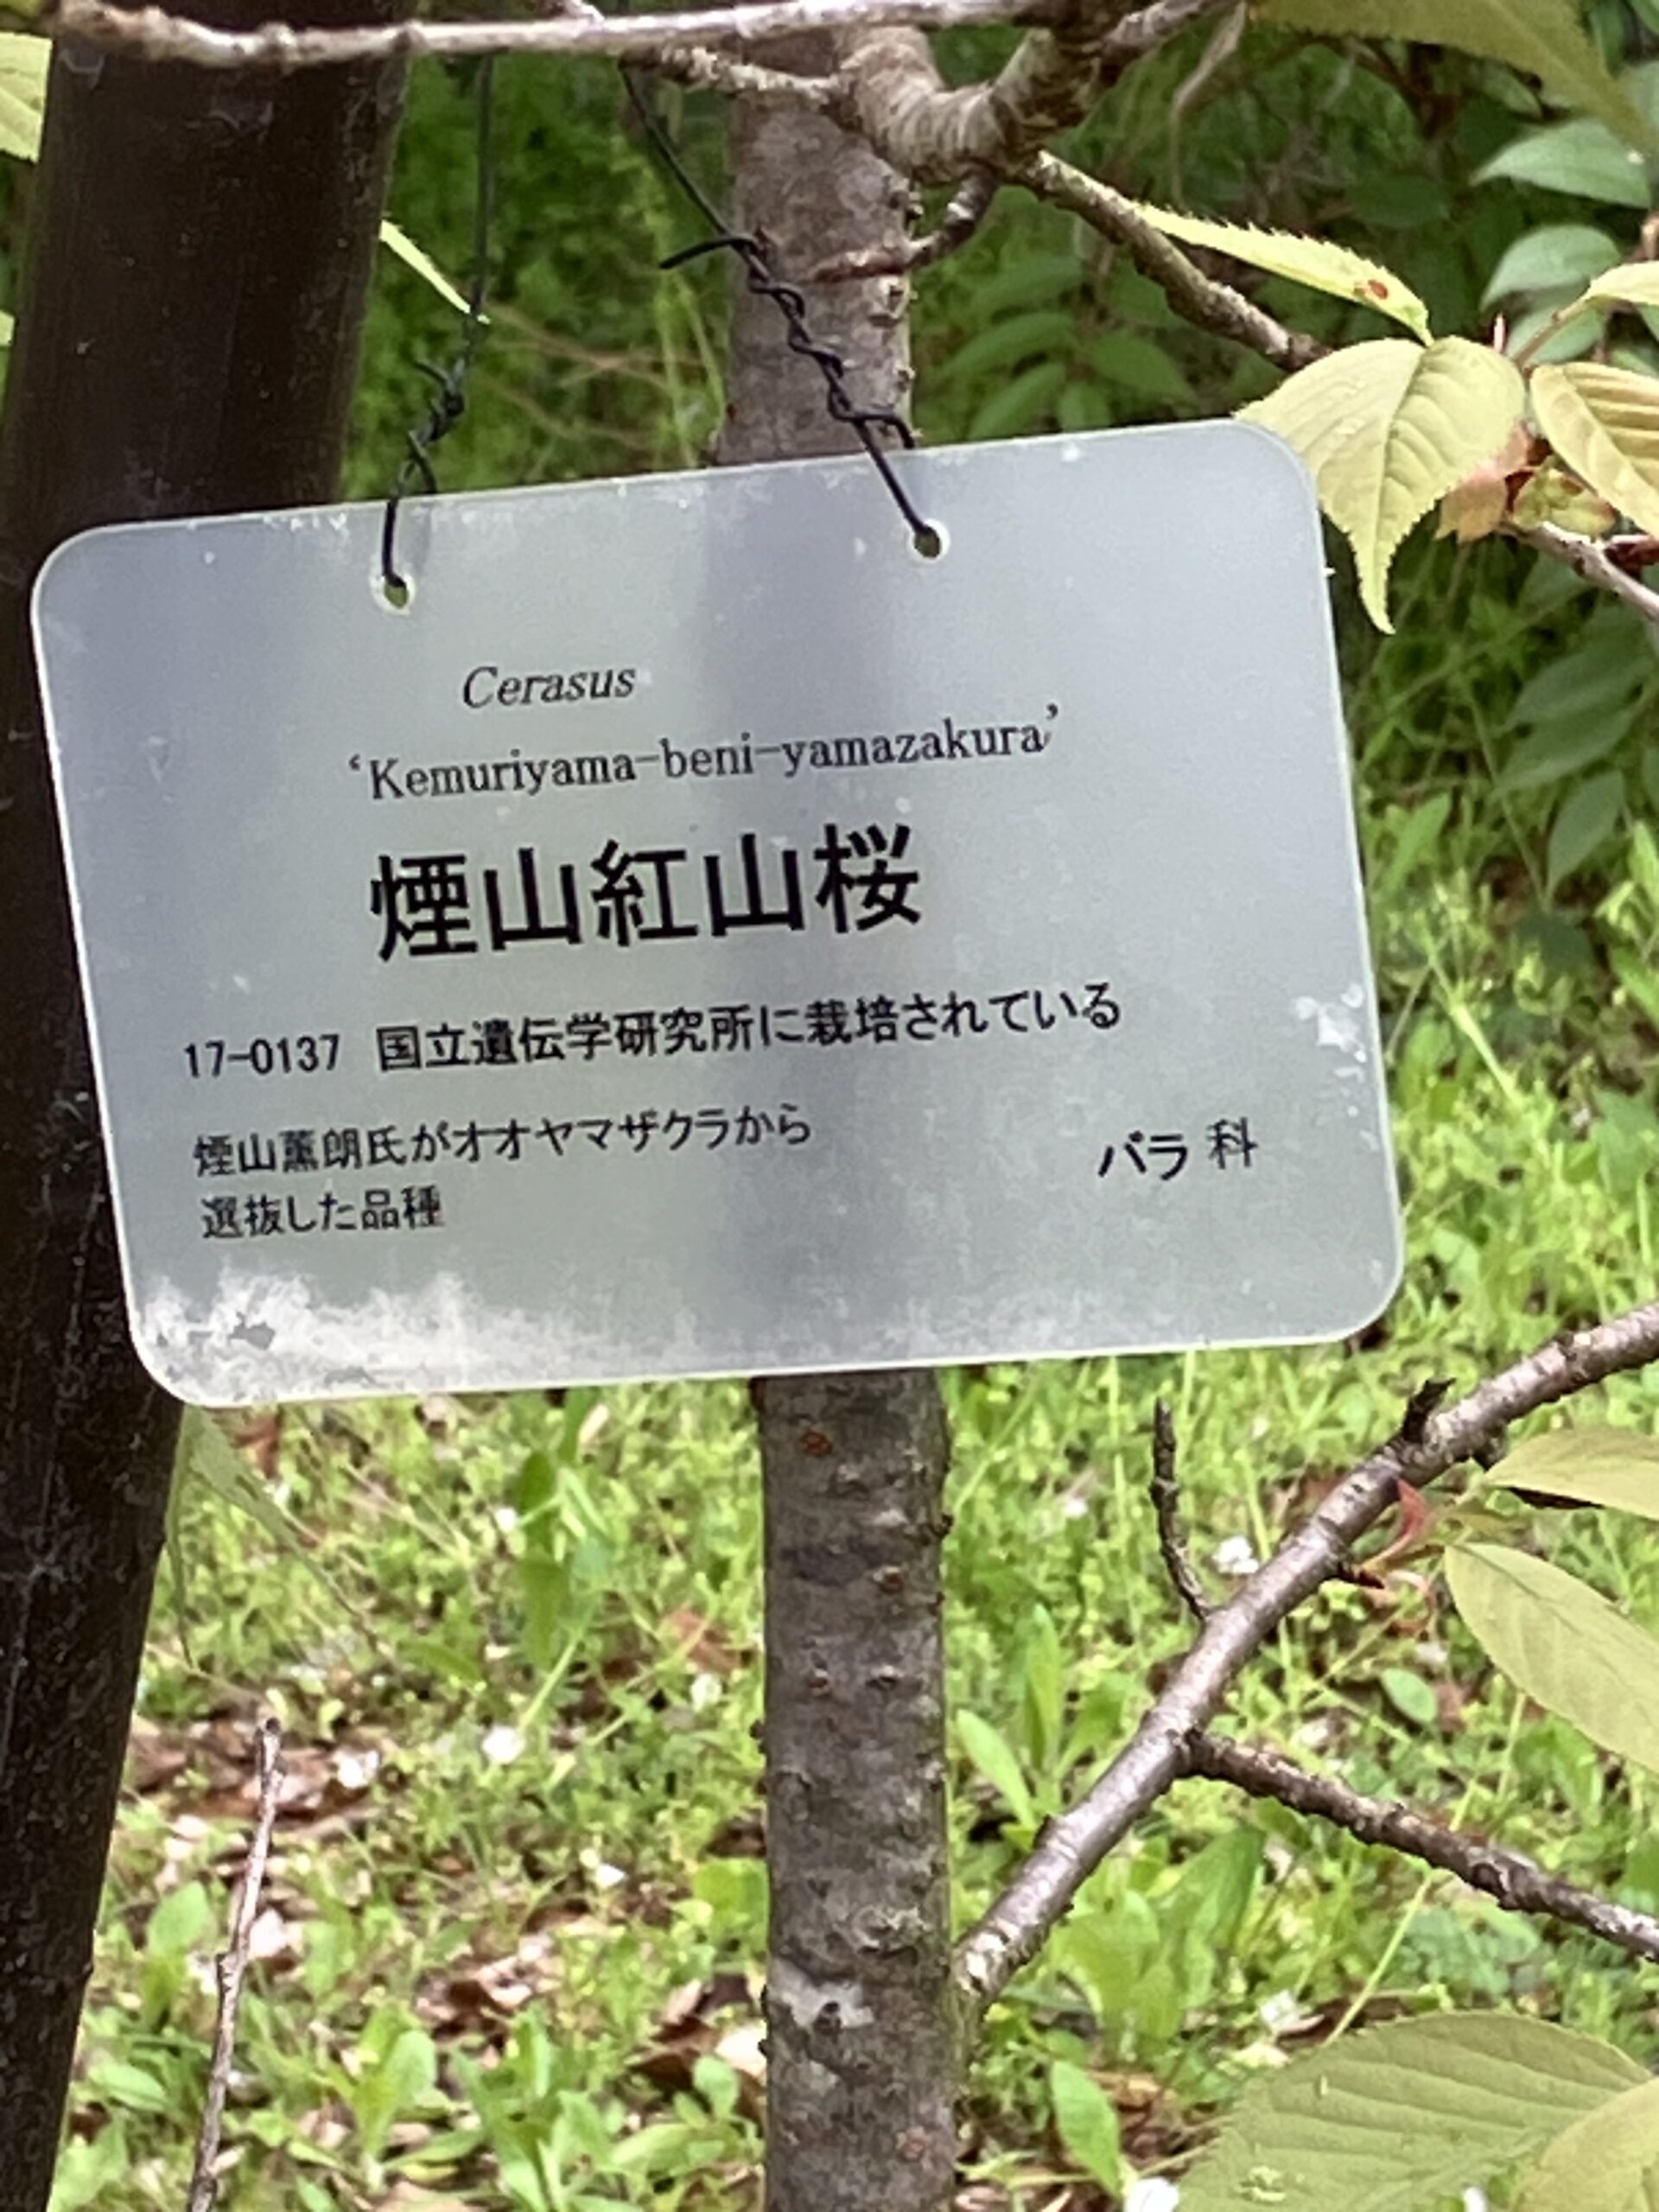 Cerasus
‘Kemuriyama-beni-yamazakura’
煙山紅山桜
17-0137 国立遺伝学研究所に栽培されている
煙山薫朗氏がオオヤマザクラから
選抜した品種
バラ科